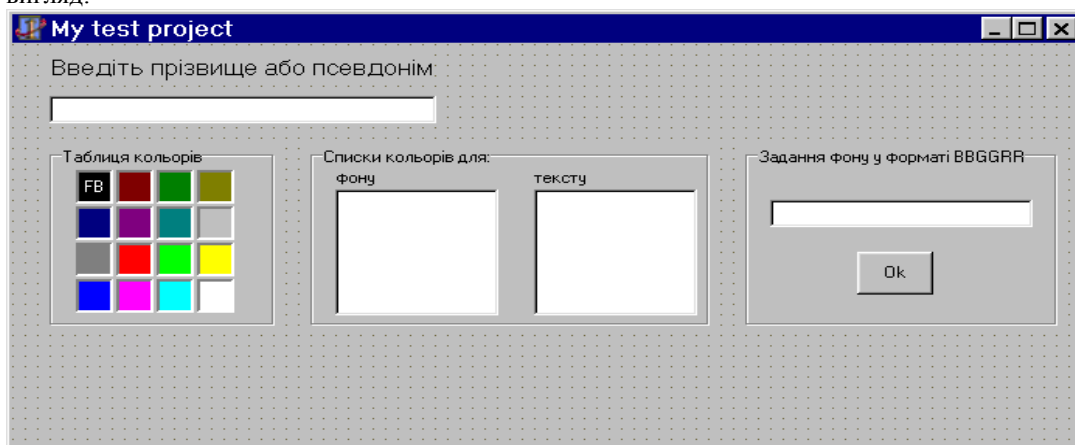 вигляд:
My test project
Введіть прізвище або псевдонім:
Таблиця кольорів
FB
Списки кольорів для:
фону
тексту
Задання фону у форматі BBGGRR
Ok